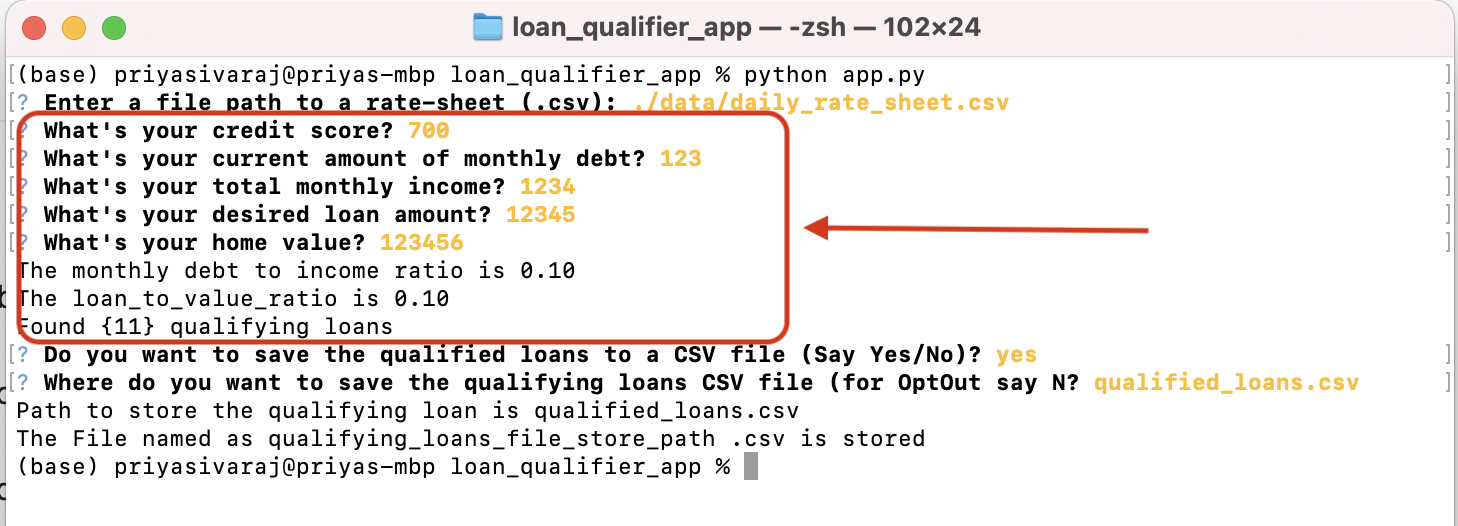 loan_qualifier_app — -zsh — 102×24
[(base) priyasivaraj@priyas-mbp loan_qualifier_app % python app.py ]
[? Enter a file path to a rate-sheet (.csv): ./data/daily_rate_sheet.csv ]
[? What's your credit score? 700 ]
[? What's your current amount of monthly debt? 123 ]
[? What's your total monthly income? 1234 ]
[? What's your desired loan amount? 12345 ]
[? What's your home value? 123456 ]
The monthly debt to income ratio is 0.10
The loan_to_value_ratio is 0.10
Found {11} qualifying loans
[? Do you want to save the qualified loans to a CSV file (Say Yes/No)? yes ]
[? Where do you want to save the qualifying loans CSV file (for OptOut say N? qualified_loans.csv ]
Path to store the qualifying loan is qualified_loans.csv
The File named as qualifying_loans_file_store_path .csv is stored
(base) priyasivaraj@priyas-mbp loan_qualifier_app %